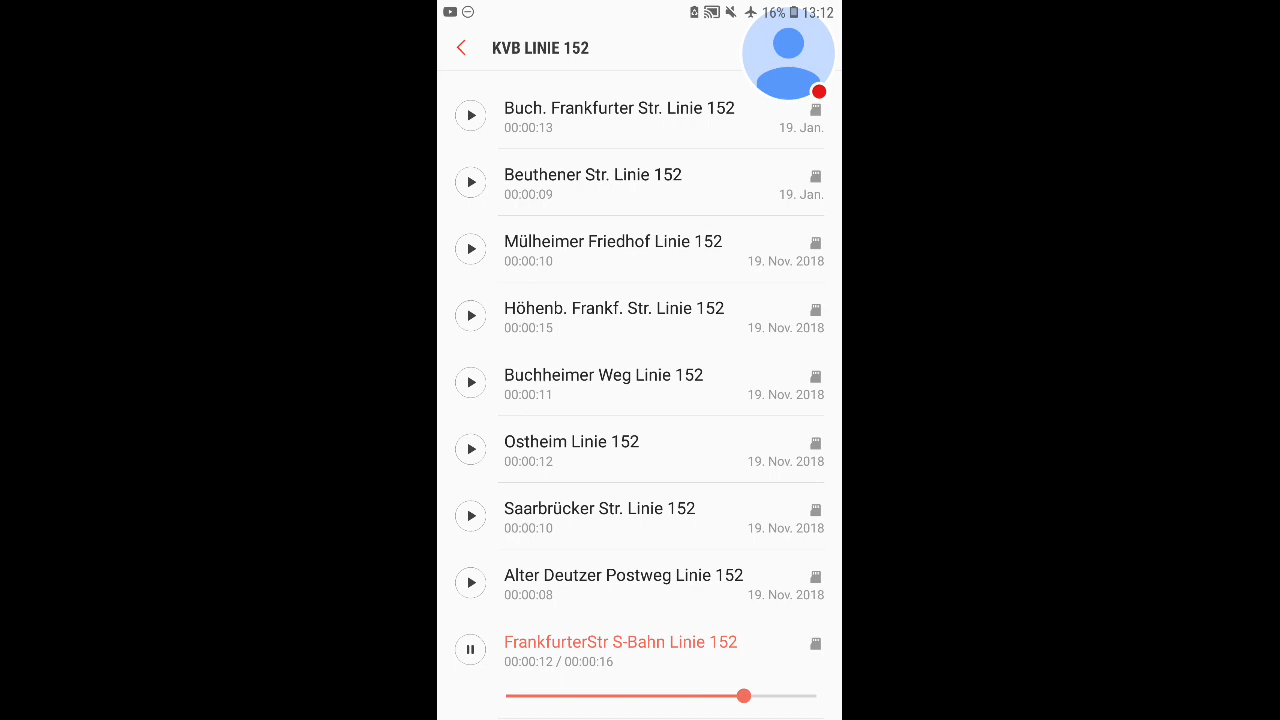 16% 13:12
KVB LINIE 152
Buch. Frankfurter Str. Linie 152
00:00:13 19. Jan.
Beuthener Str. Linie 152
00:00:09 19. Jan.
Mülheimer Friedhof Linie 152
00:00:10 19. Nov. 2018
Höhenb. Frankf. Str. Linie 152
00:00:15 19. Nov. 2018
Buchheimer Weg Linie 152
00:00:11 19. Nov. 2018
Ostheim Linie 152
00:00:12 19. Nov. 2018
Saarbrücker Str. Linie 152
00:00:10 19. Nov. 2018
Alter Deutzer Postweg Linie 152
00:00:08 19. Nov. 2018
FrankfurterStr S-Bahn Linie 152
00:00:12 / 00:00:16